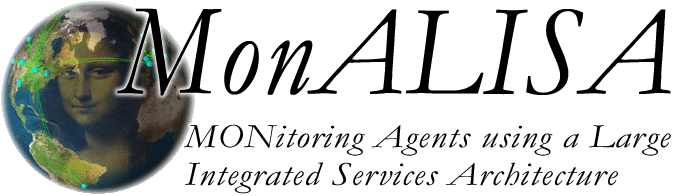 MonALISA
MONitoring Agents using a Large
Integrated Services Architecture